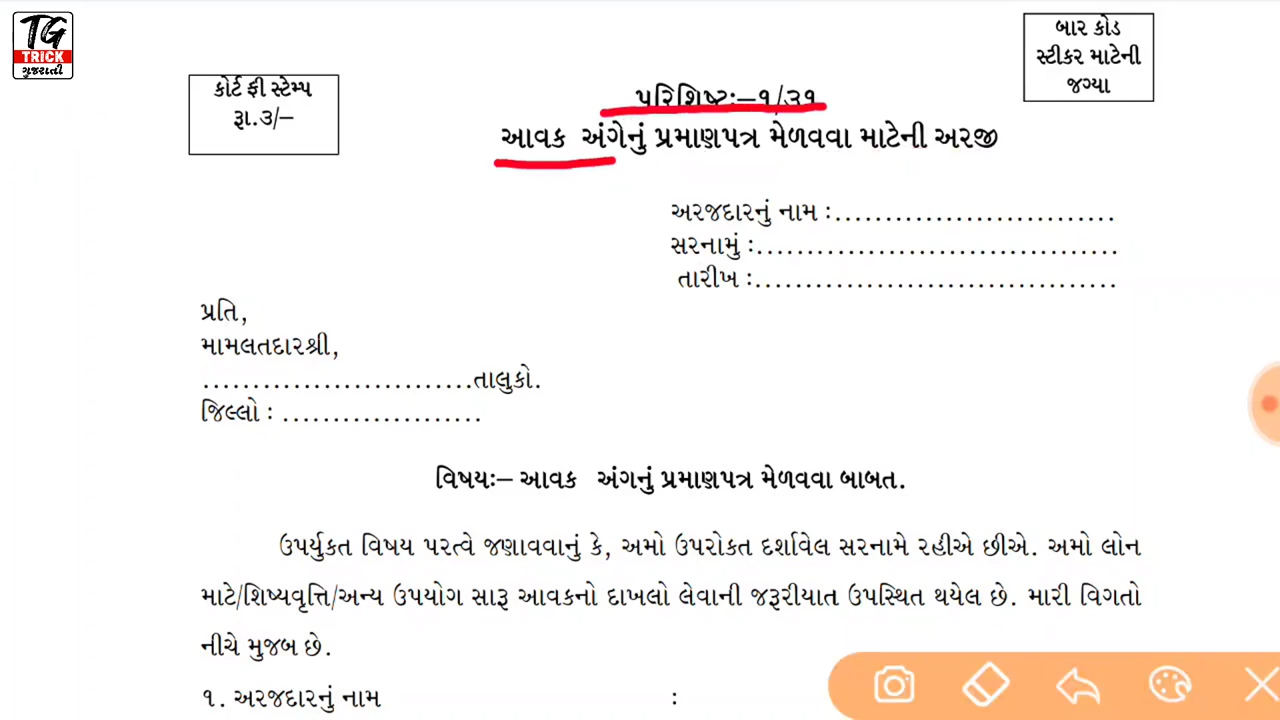 TG
TRICK
ગુજરાતી
બાર કોડ
સ્ટીકર માટેની
જગ્યા
કોર્ટ ફી સ્ટેમ્પ
રૂા.૩/–
પરિશિષ્ટઃ–૧/૩૧
આવક અંગેનું પ્રમાણપત્ર મેળવવા માટેની અરજી
અરજદારનું નામ :............................
સરનામું :....................................
તારીખ :....................................
પ્રતિ,
મામલતદારશ્રી,
...........................તાલુકો.
જિલ્લો : ....................
વિષયઃ– આવક અંગનું પ્રમાણપત્ર મેળવવા બાબત.
ઉપર્યુકત વિષય પરત્વે જણાવવાનું કે, અમો ઉપરોકત દર્શાવેલ સરનામે રહીએ છીએ. અમો લોન
માટે/શિષ્યવૃત્તિ/અન્ય ઉપયોગ સારૂ આવકનો દાખલો લેવાની જરૂરીયાત ઉપસ્થિત થયેલ છે. મારી વિગતો
નીચે મુજબ છે.
૧. અરજદારનું નામ :